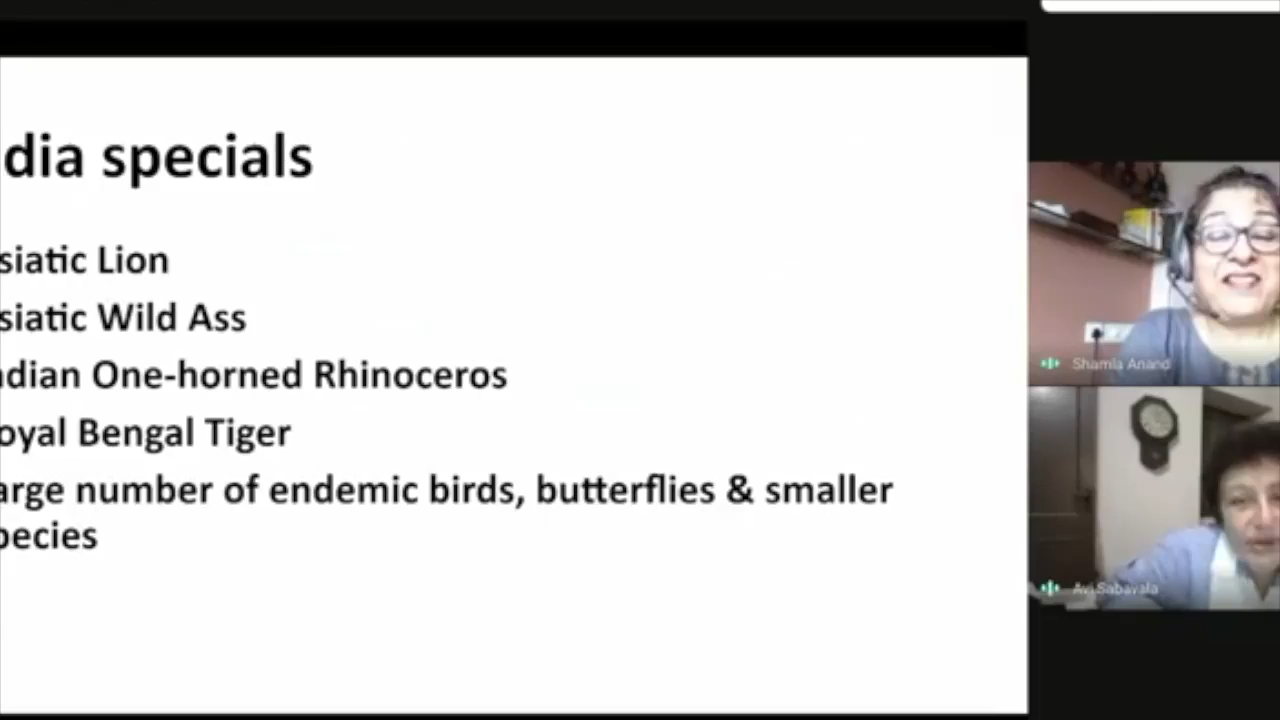 dia specials
siatic Lion
siatic Wild Ass
dian One-horned Rhinoceros
oyal Bengal Tiger
arge number of endemic birds, butterflies & smaller
pecies
Shamla Anand
Avi Sabavala